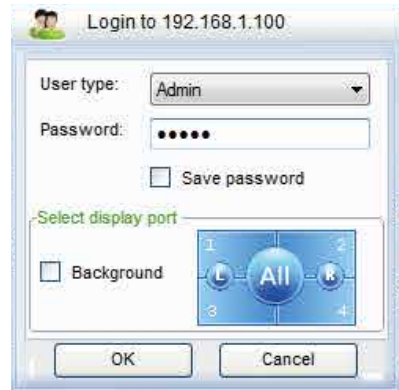 Login to 192.168.1.100
User type: Admin
Password: •••••
Save password
Select display port
1 2
Background L All R
3 4
OK Cancel